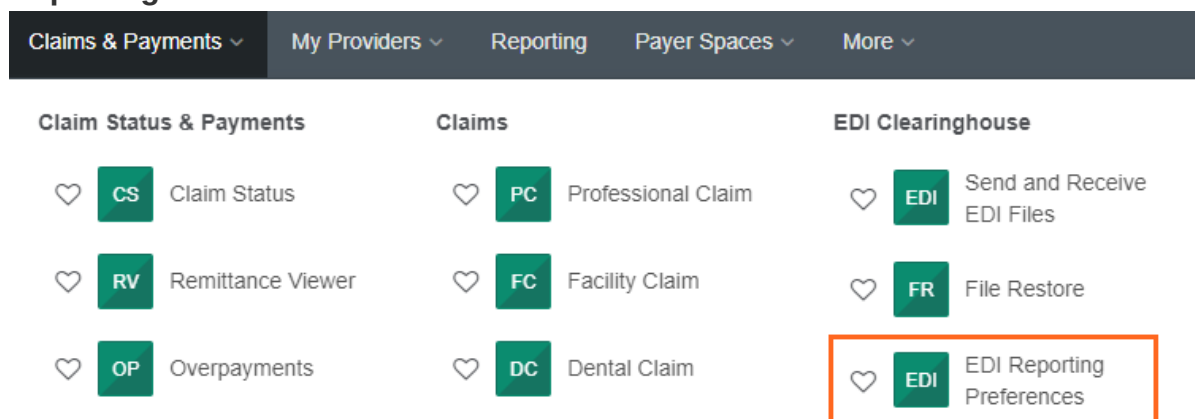 Claims & Payments
My Providers
Reporting
Payer Spaces
More
Claim Status & Payments
CS Claim Status
RV Remittance Viewer
OP Overpayments
Claims
PC Professional Claim
FC Facility Claim
DC Dental Claim
EDI Clearinghouse
EDI Send and Receive
EDI Files
FR File Restore
EDI EDI Reporting
Preferences